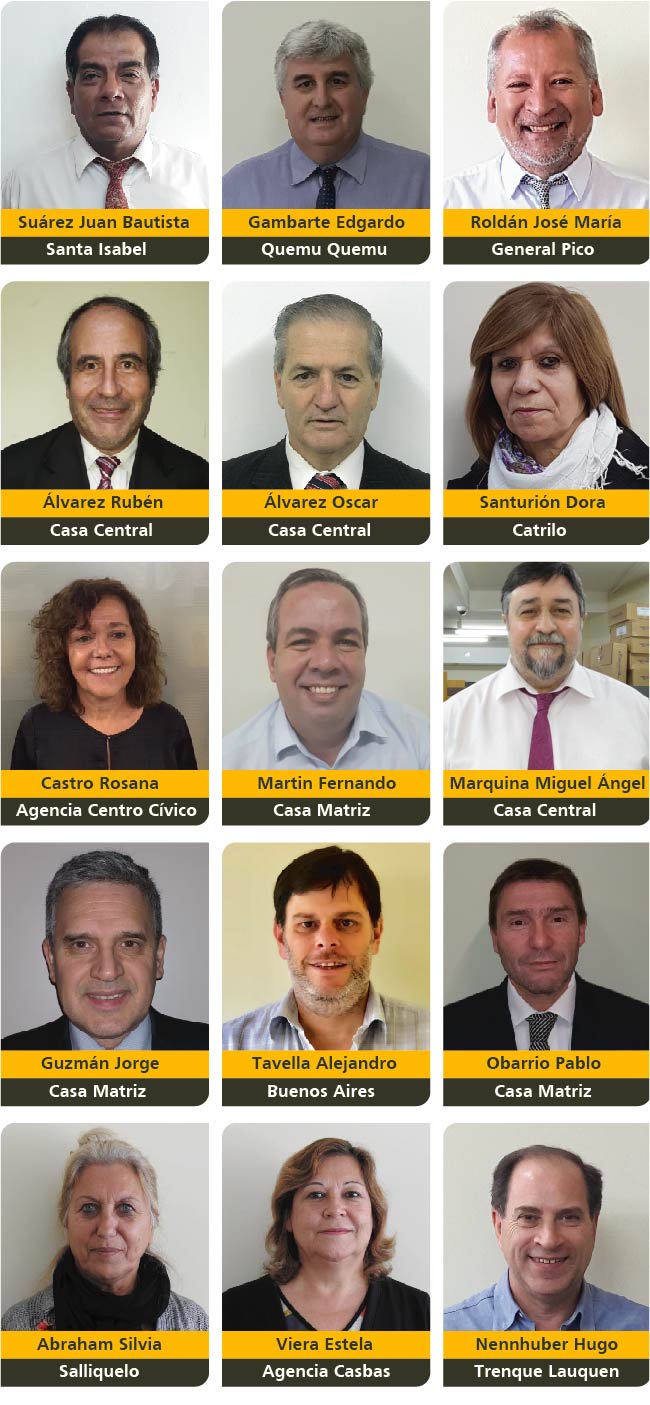 Suárez Juan Bautista
Santa Isabel
Gambarte Edgardo
Quemu Quemu
Roldán José María
General Pico
Álvarez Rubén
Casa Central
Álvarez Oscar
Casa Central
Santurión Dora
Catrilo
Castro Rosana
Agencia Centro Cívico
Martin Fernando
Casa Matriz
Marquina Miguel Ángel
Casa Central
Guzmán Jorge
Casa Matriz
Tavella Alejandro
Buenos Aires
Obarrio Pablo
Casa Matriz
Abraham Silvia
Salliquelo
Viera Estela
Agencia Casbas
Nennhuber Hugo
Trenque Lauquen